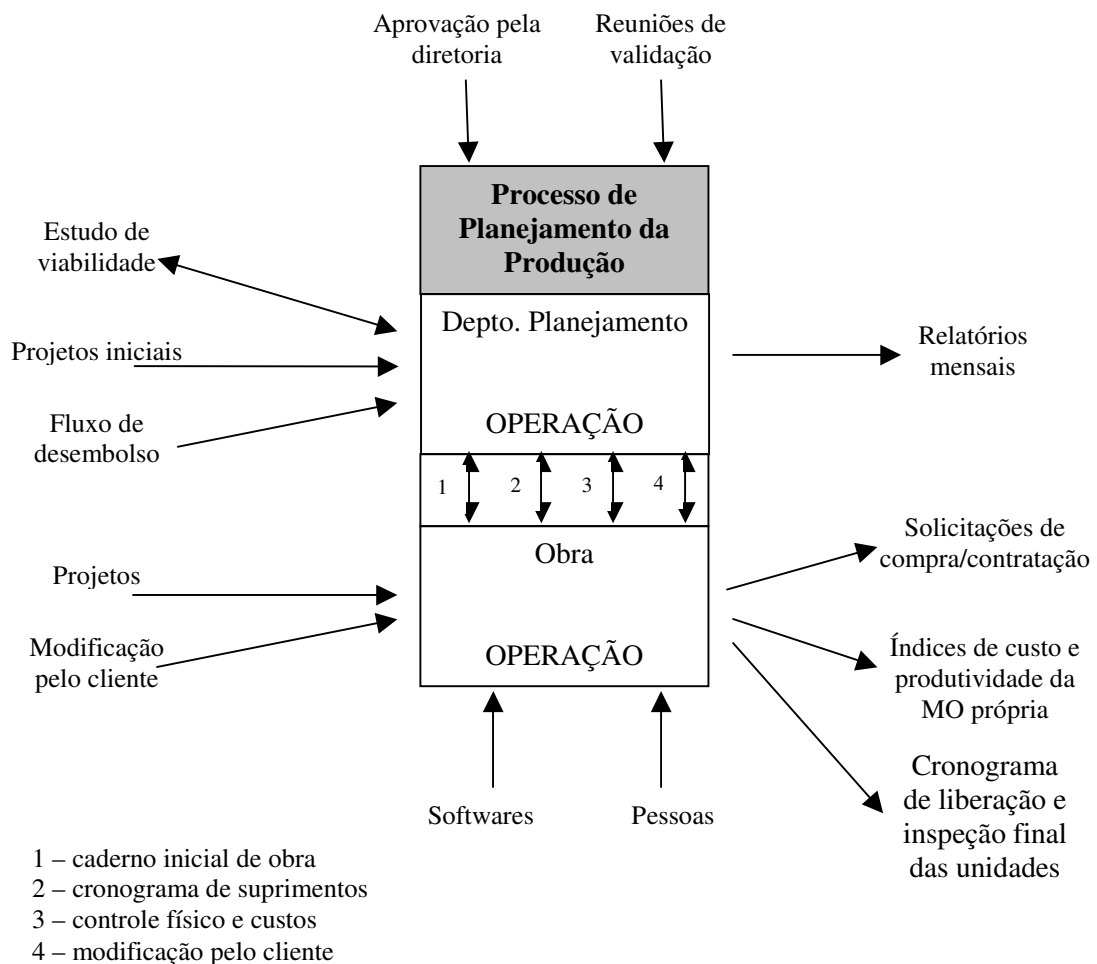 Aprovação pela
diretoria
Reuniões de
validação
Processo de
Planejamento da
Produção
Estudo de
viabilidade
Projetos iniciais
Fluxo de
desembolso
Depto. Planejamento
OPERAÇÃO
Relatórios
mensais
1
2
3
4
Projetos
Modificação
pelo cliente
Obra
OPERAÇÃO
Solicitações de
compra/contratação
Índices de custo e
produtividade da
MO própria
Cronograma
de liberação e
inspeção final
das unidades
Softwares
Pessoas
1 – caderno inicial de obra
2 – cronograma de suprimentos
3 – controle físico e custos
4 – modificação pelo cliente